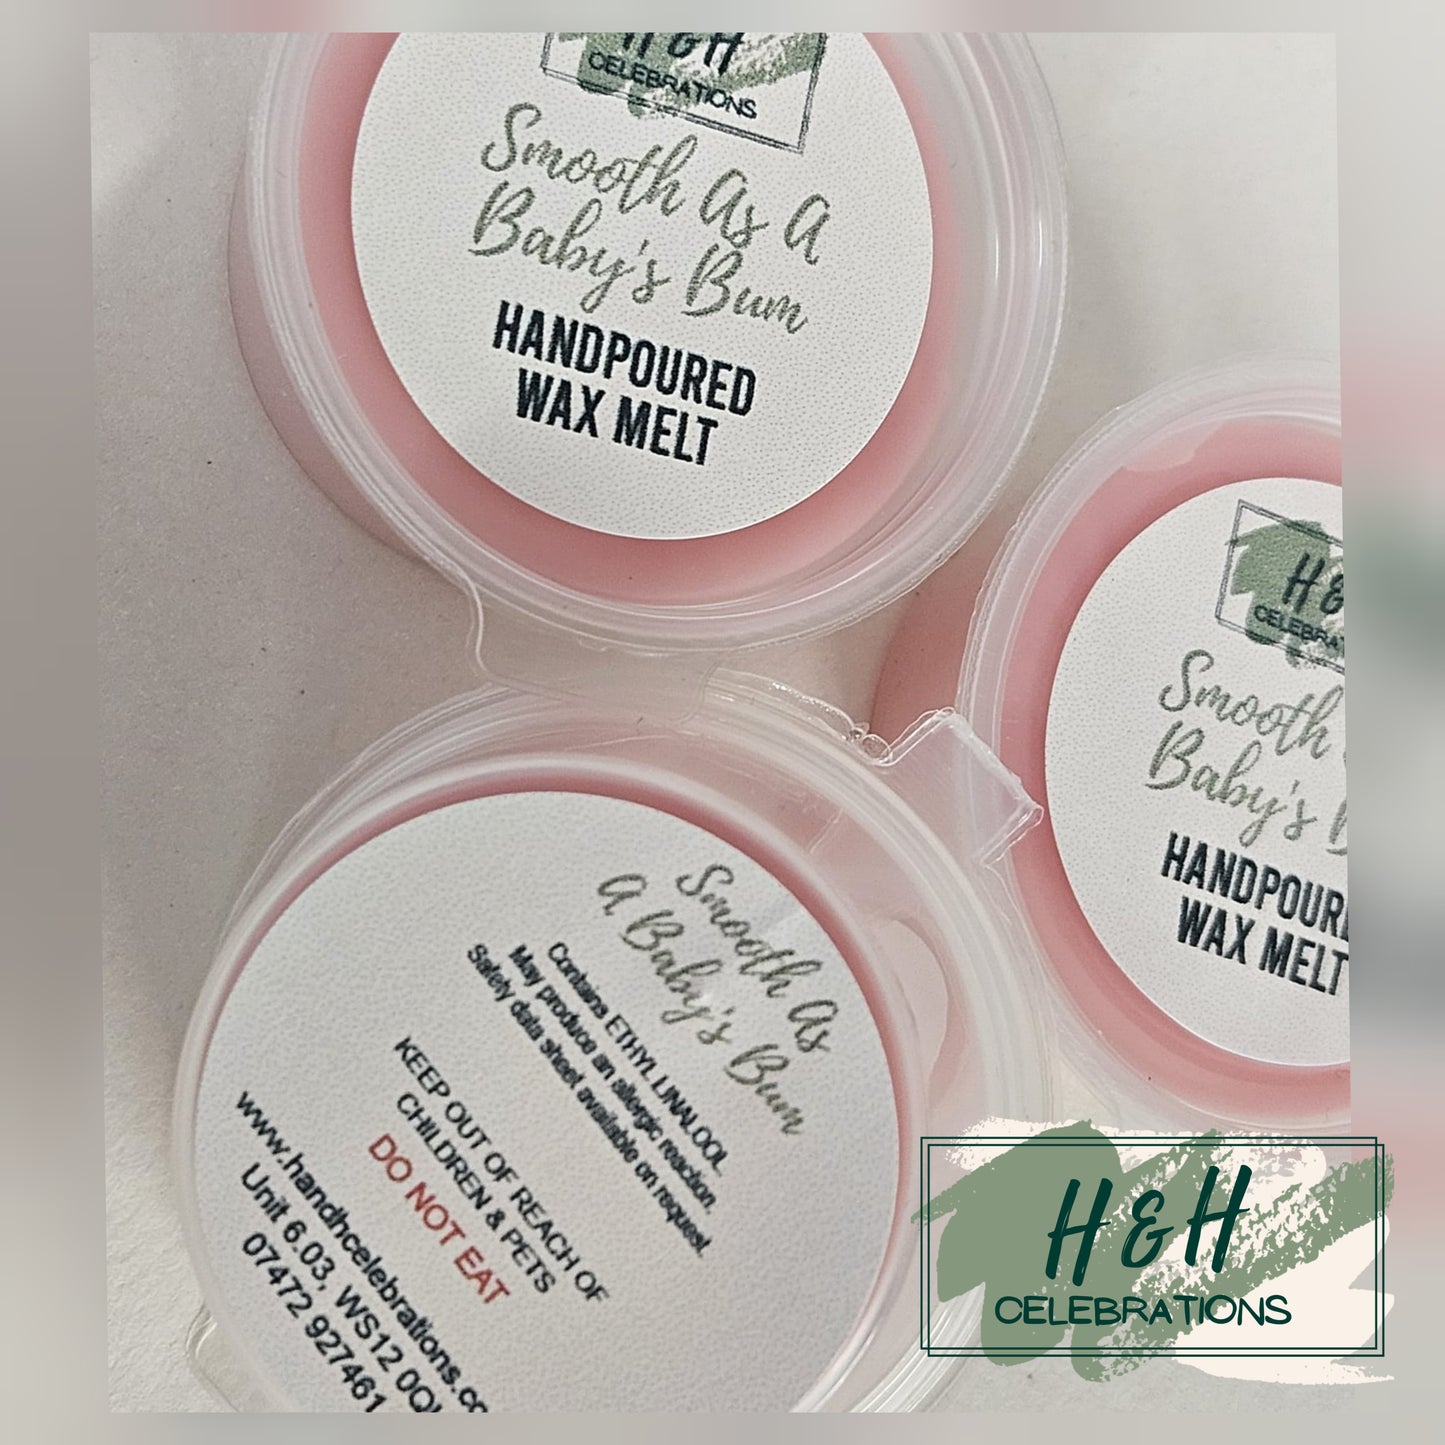 H & H
CELEBRATIONS
Smooth As A
Baby's Bum
HANDPOURED
WAX MELT
H &
CELEBRAT
Smooth
Baby's B
HANDPOUR
WAX MELT
Smooth As
A Baby's Bum
Contains ETHYL LINALOOL
May produce an allergic reaction.
Safety data sheet available on request.
KEEP OUT OF REACH OF
CHILDREN & PETS
DO NOT EAT
www.handhcelebrations.co
Unit 6.03, WS12 0Q
07472 927461
H & H
CELEBRATIONS